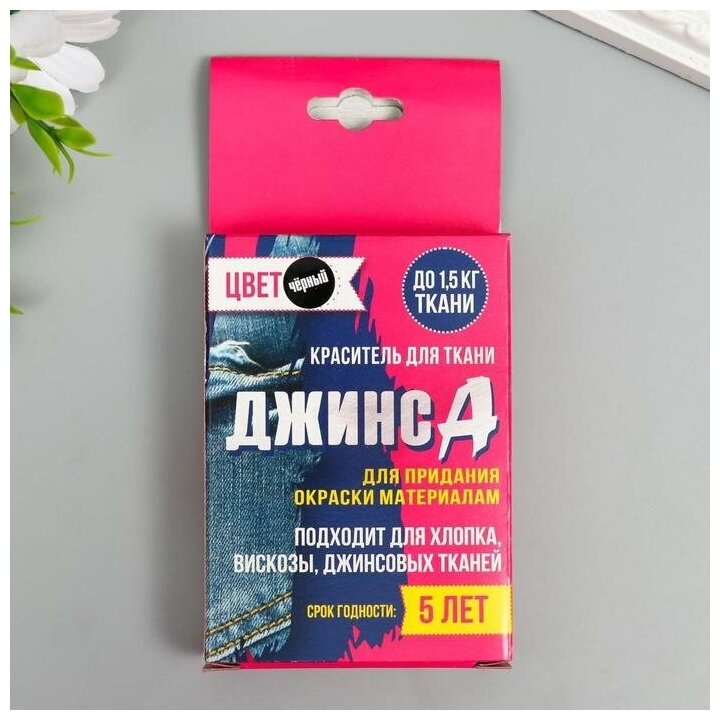 ЦВЕТ чёрный
ДО 1,5 КГ
ТКАНИ
КРАСИТЕЛЬ ДЛЯ ТКАНИ
ДЖИНСА
ДЛЯ ПРИДАНИЯ
ОКРАСКИ МАТЕРИАЛАМ
ПОДХОДИТ ДЛЯ ХЛОПКА,
ВИСКОЗЫ, ДЖИНСОВЫХ ТКАНЕЙ
СРОК ГОДНОСТИ: 5 ЛЕТ